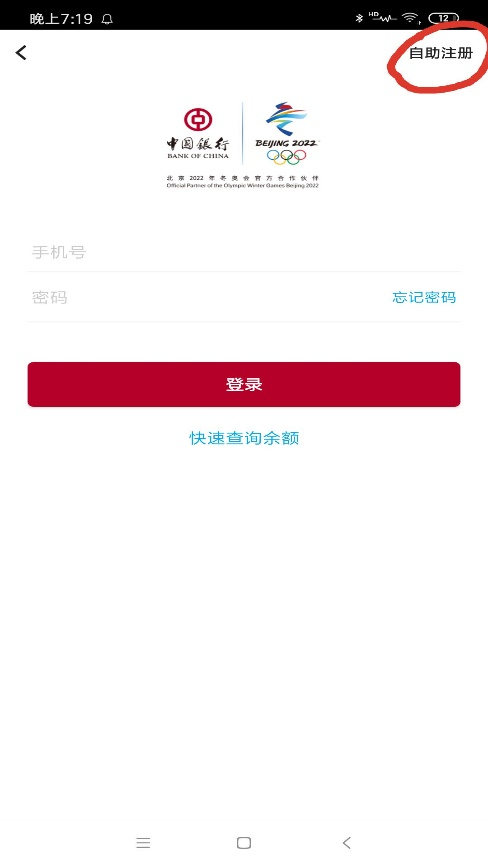 晚上7:19
HD
12
自助注册
中国银行
BANK OF CHINA
BEIJING 2022
北京2022年冬奥会官方合作伙伴
Official Partner of the Olympic Winter Games Beijing 2022
手机号
密码
忘记密码
登录
快速查询余额